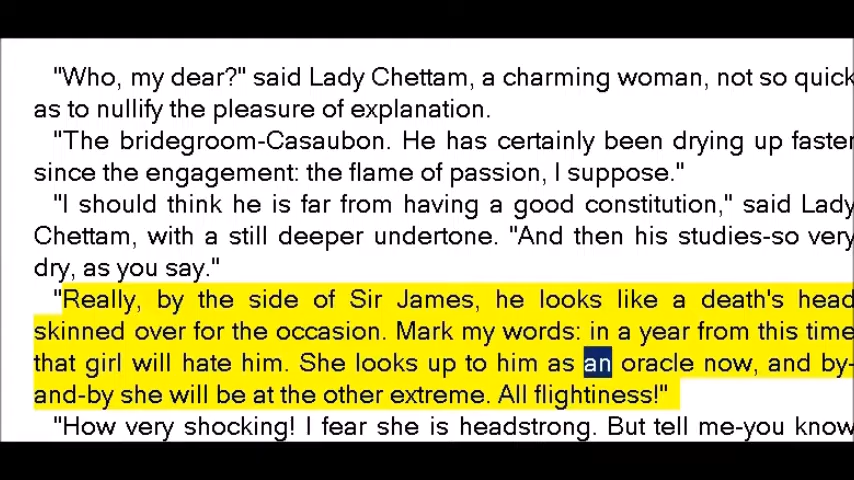 "Who, my dear?" said Lady Chettam, a charming woman, not so quick
as to nullify the pleasure of explanation.
"The bridegroom-Casaubon. He has certainly been drying up faster
since the engagement: the flame of passion, I suppose."
"I should think he is far from having a good constitution," said Lady
Chettam, with a still deeper undertone. "And then his studies-so very
dry, as you say."
"Really, by the side of Sir James, he looks like a death's head
skinned over for the occasion. Mark my words: in a year from this time
that girl will hate him. She looks up to him as an oracle now, and by-
and-by she will be at the other extreme. All flightiness!"
"How very shocking! I fear she is headstrong. But tell me-you know